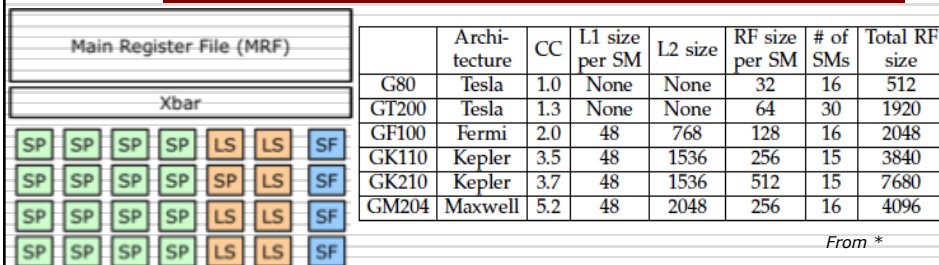 Main Register File (MRF)
Xbar
SP SP SP SP LS LS SF
SP SP SP SP SP LS SF
SP SP SP SP LS LS SF
SP SP SP SP LS LS SF
Archi-tecture CC L1 size per SM L2 size RF size per SM # of SMs Total RF size
G80 Tesla 1.0 None None 32 16 512
GT200 Tesla 1.3 None None 64 30 1920
GF100 Fermi 2.0 48 768 128 16 2048
GK110 Kepler 3.5 48 1536 256 15 3840
GK210 Kepler 3.7 48 1536 512 15 7680
GM204 Maxwell 5.2 48 2048 256 16 4096
From *